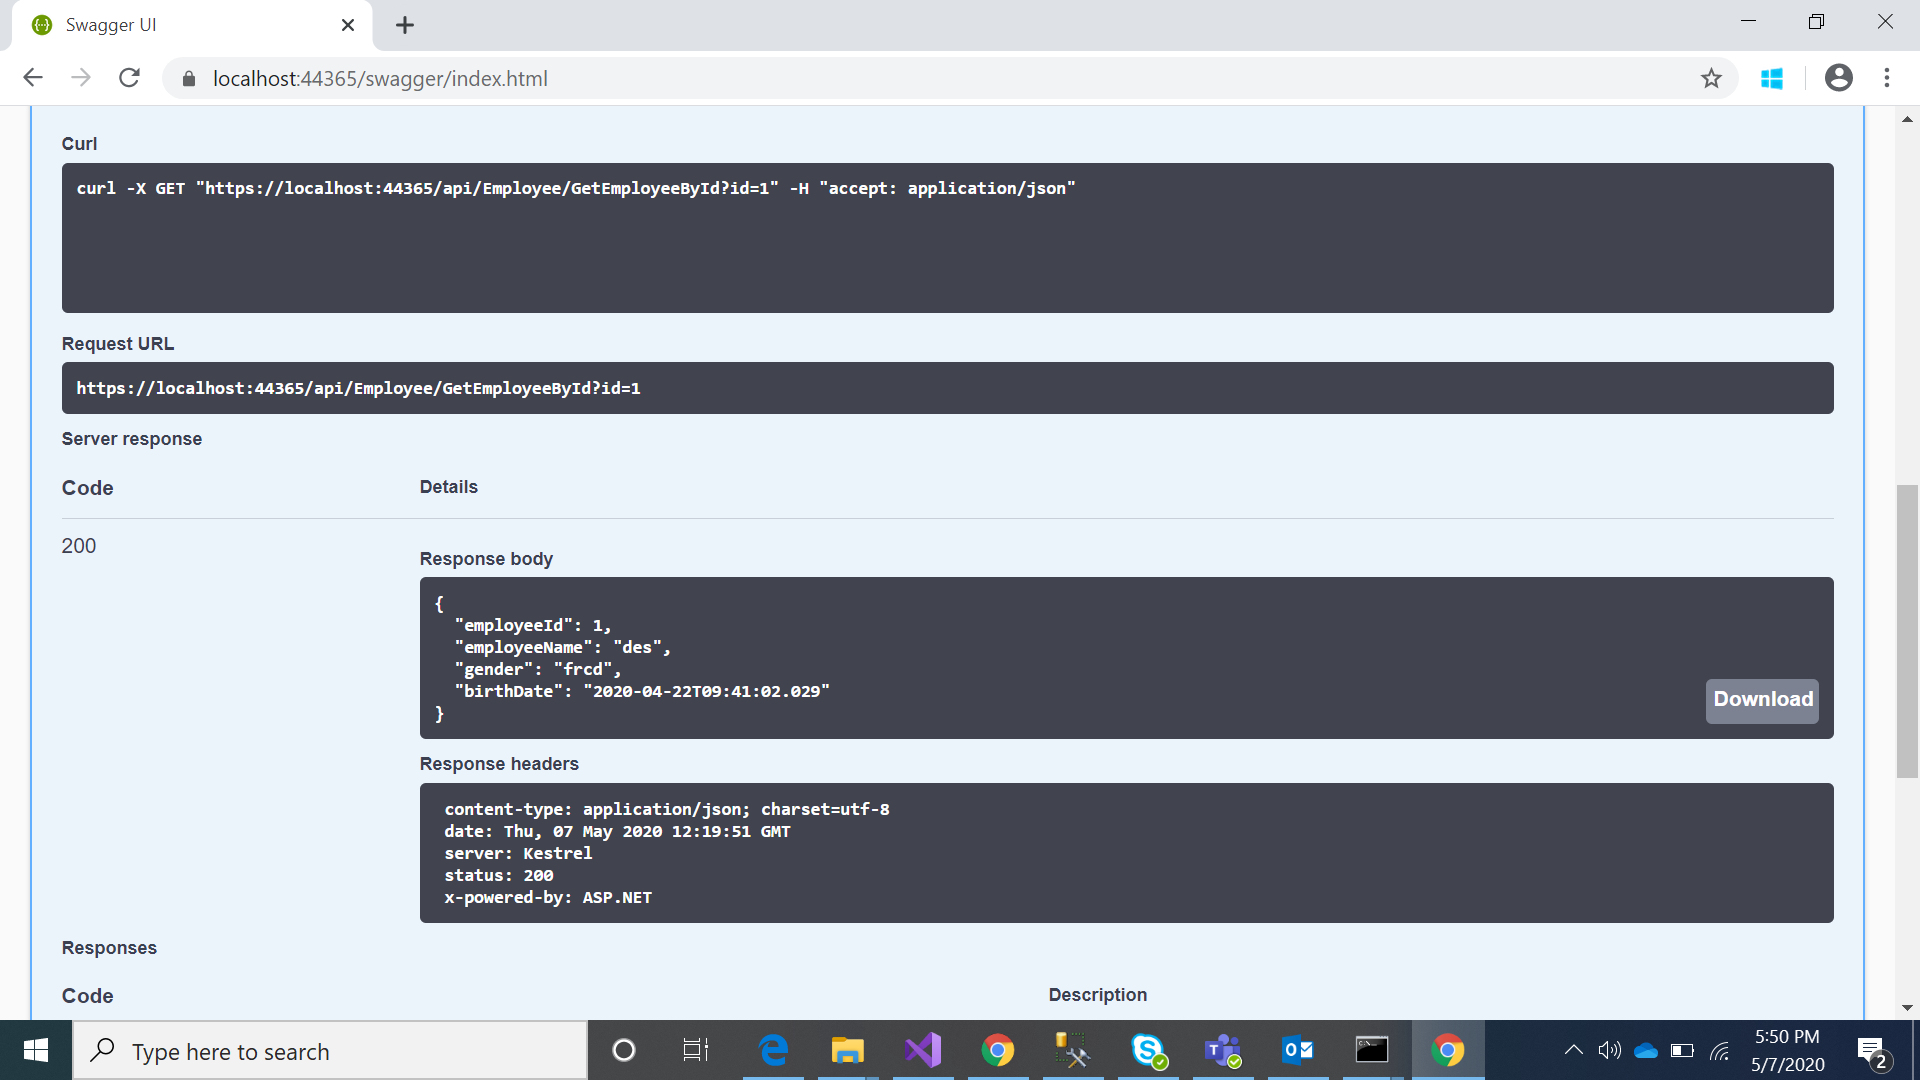 Swagger UI
localhost:44365/swagger/index.html
Curl
curl -X GET "https://localhost:44365/api/Employee/GetEmployeeById?id=1" -H "accept: application/json"
Request URL
https://localhost:44365/api/Employee/GetEmployeeById?id=1
Server response
Code Details
200
Response body
{
"employeeId": 1,
"employeeName": "des",
"gender": "frcd",
"birthDate": "2020-04-22T09:41:02.029"
}
Download
Response headers
content-type: application/json; charset=utf-8
date: Thu, 07 May 2020 12:19:51 GMT
server: Kestrel
status: 200
x-powered-by: ASP.NET
Responses
Code Description
Type here to search
5:50 PM
5/7/2020
2